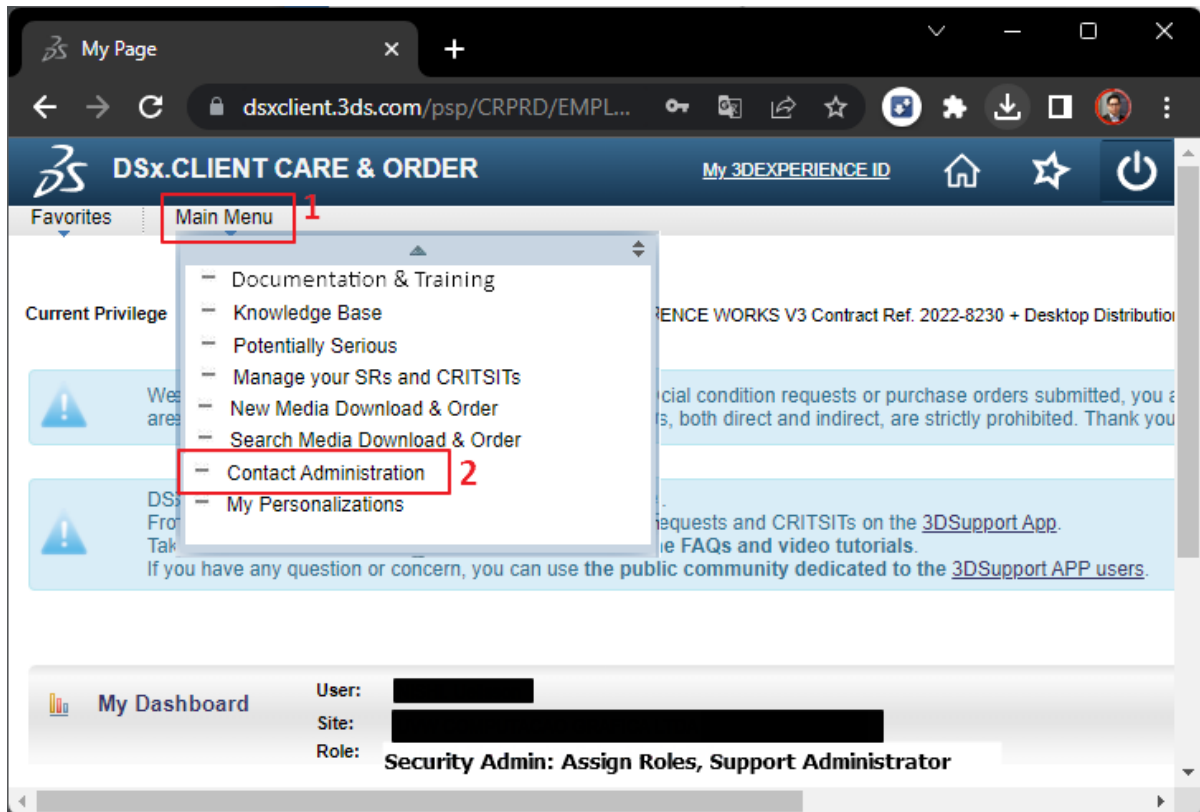 My Page
dsxclient.3ds.com/psp/CRPRD/EMPL...
DSx.CLIENT CARE & ORDER
My 3DEXPERIENCE ID
Favorites
Main Menu
1
Documentation & Training
Knowledge Base
Potentially Serious
Manage your SRs and CRITSITs
New Media Download & Order
Search Media Download & Order
Contact Administration
2
My Personalizations
Current Privilege
WORKS V3 Contract Ref. 2022-8230 + Desktop
condition requests or purchase orders submitted, you
both direct and indirect, are strictly prohibited. Thank you
and CRITSITs on the 3DSupport App.
FAQs and video tutorials.
If you have any question or concern, you can use the public community dedicated to the 3DSupport APP users.
My Dashboard
User:
Site:
Role:
Security Admin: Assign Roles, Support Administrator